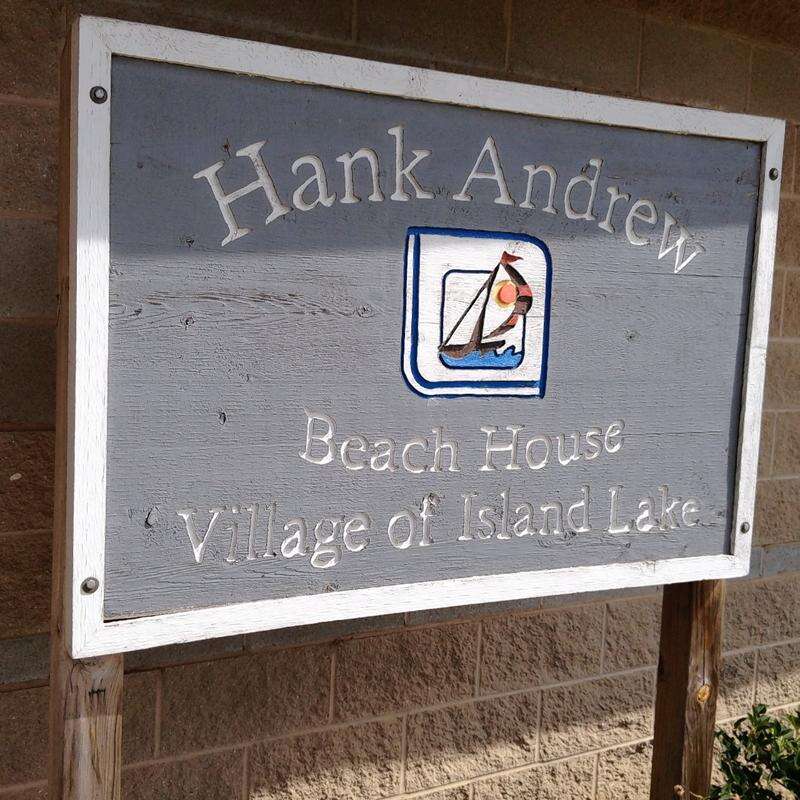 Hank Andrew
Beach House
Village of Island Lake